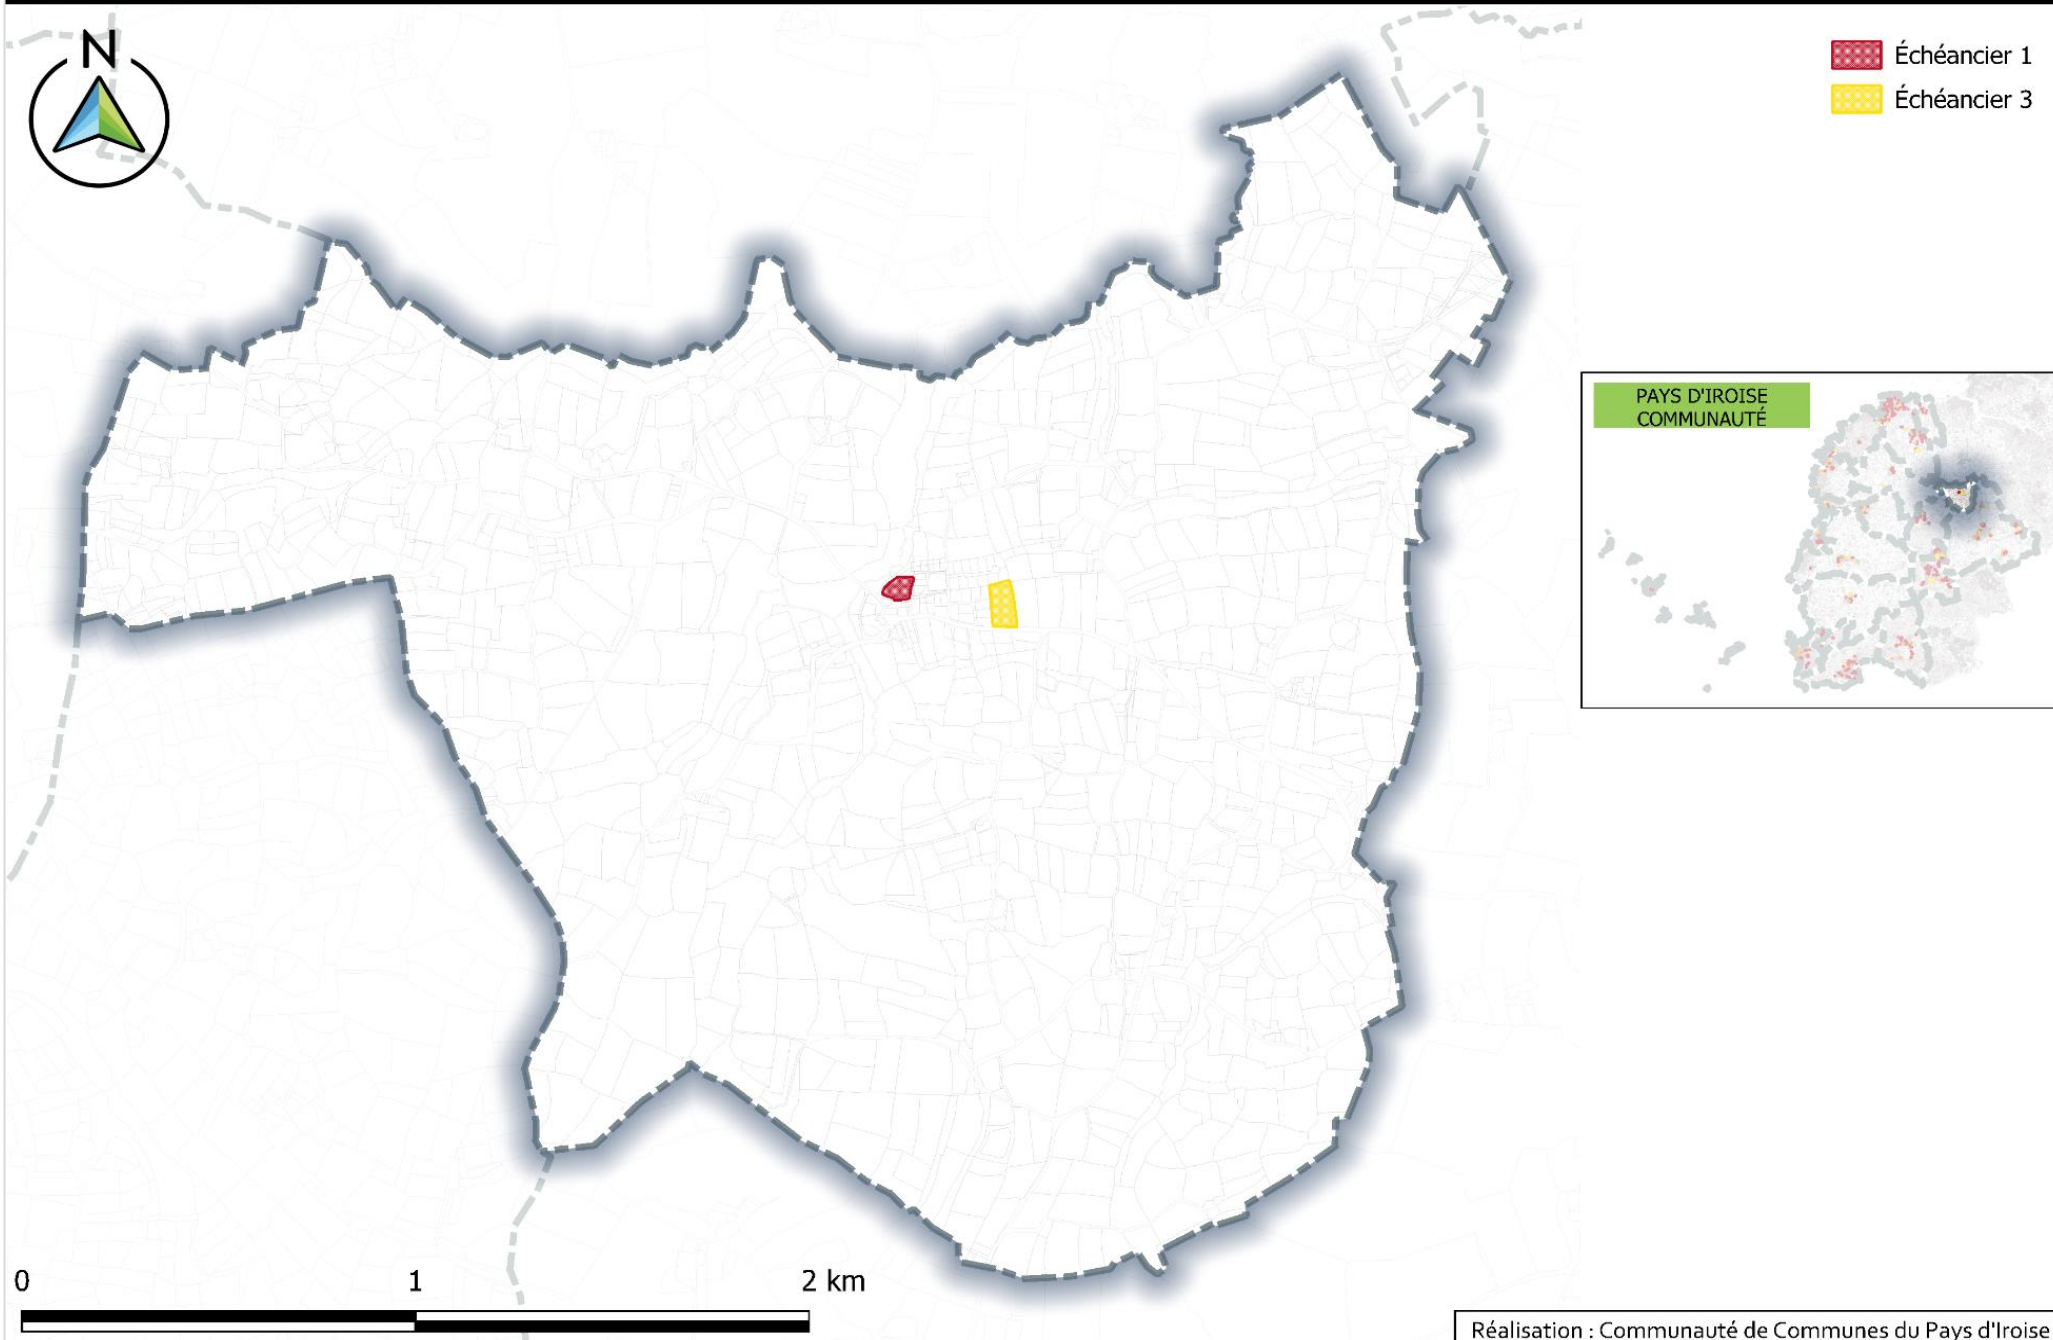 N
Échéancier 1
Échéancier 3
PAYS D'IROISE
COMMUNAUTÉ
0 1 2 km
Réalisation : Communauté de Communes du Pays d'Iroise